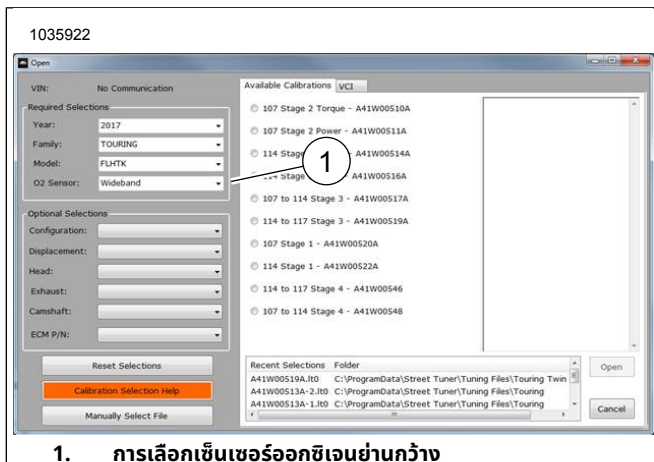 1035922
Open
VIN: No Communication
Required Selections
Year: 2017
Family: TOURING
Model: FLHTK
O2 Sensor: Wideband
Optional Selections
Configuration:
Displacement:
Head:
Exhaust:
Camshaft:
ECM P/N:
Reset Selections
Calibration Selection Help
Manually Select File
Available Calibrations VCI
107 Stage 2 Torque - A41W00510A
107 Stage 2 Power - A41W00511A
114 Stage - A41W00514A
114 Stage A41W00516A
107 to 114 Stage 3 - A41W00517A
114 to 117 Stage 3 - A41W00519A
107 Stage 1 - A41W00520A
114 Stage 1 - A41W00522A
114 to 117 Stage 4 - A41W00546
107 to 114 Stage 4 - A41W00548
1
Recent Selections Folder
A41W00519A.lt0 C:\ProgramData\Street Tuner\Tuning Files\Touring Twin
A41W00513A-2.lt0 C:\ProgramData\Street Tuner\Tuning Files\Touring
A41W00513A-1.lt0 C:\ProgramData\Street Tuner\Tuning Files\Touring
Open
Cancel
1. การเลือกเซ็นเซอร์ออกซิเจนย่านกว้าง